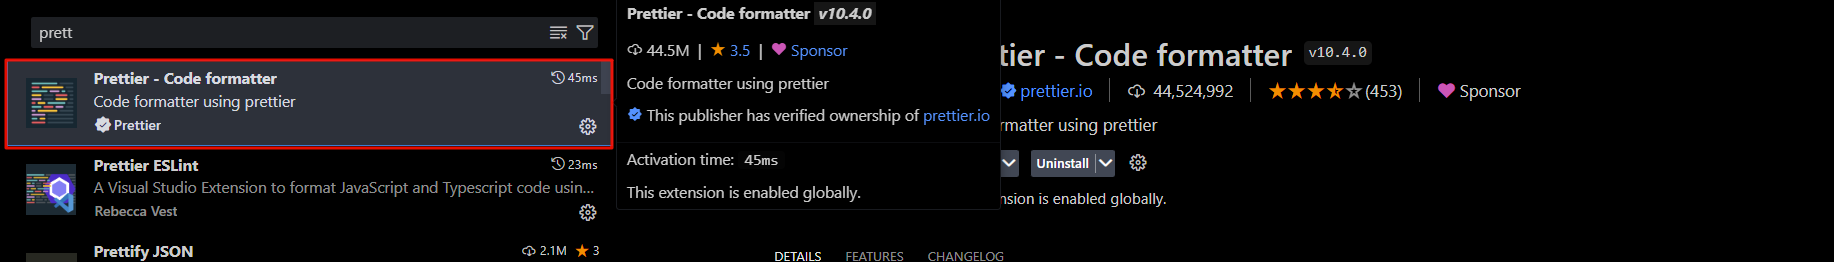 prett
Prettier - Code formatter
45ms
Code formatter using prettier
Prettier
Prettier ESLint
23ms
A Visual Studio Extension to format JavaScript and Typescript code usin...
Rebecca Vest
Prettify JSON
2.1M ★ 3
Prettier - Code formatter v10.4.0
44.5M | ★ 3.5 | Sponsor
Code formatter using prettier
This publisher has verified ownership of prettier.io
Activation time: 45ms
This extension is enabled globally.
tier - Code formatter v10.4.0
prettier.io | 44,524,992 | (453) | Sponsor
rmatter using prettier
Uninstall
nsion is enabled globally.
DETAILS FEATURES CHANGELOG